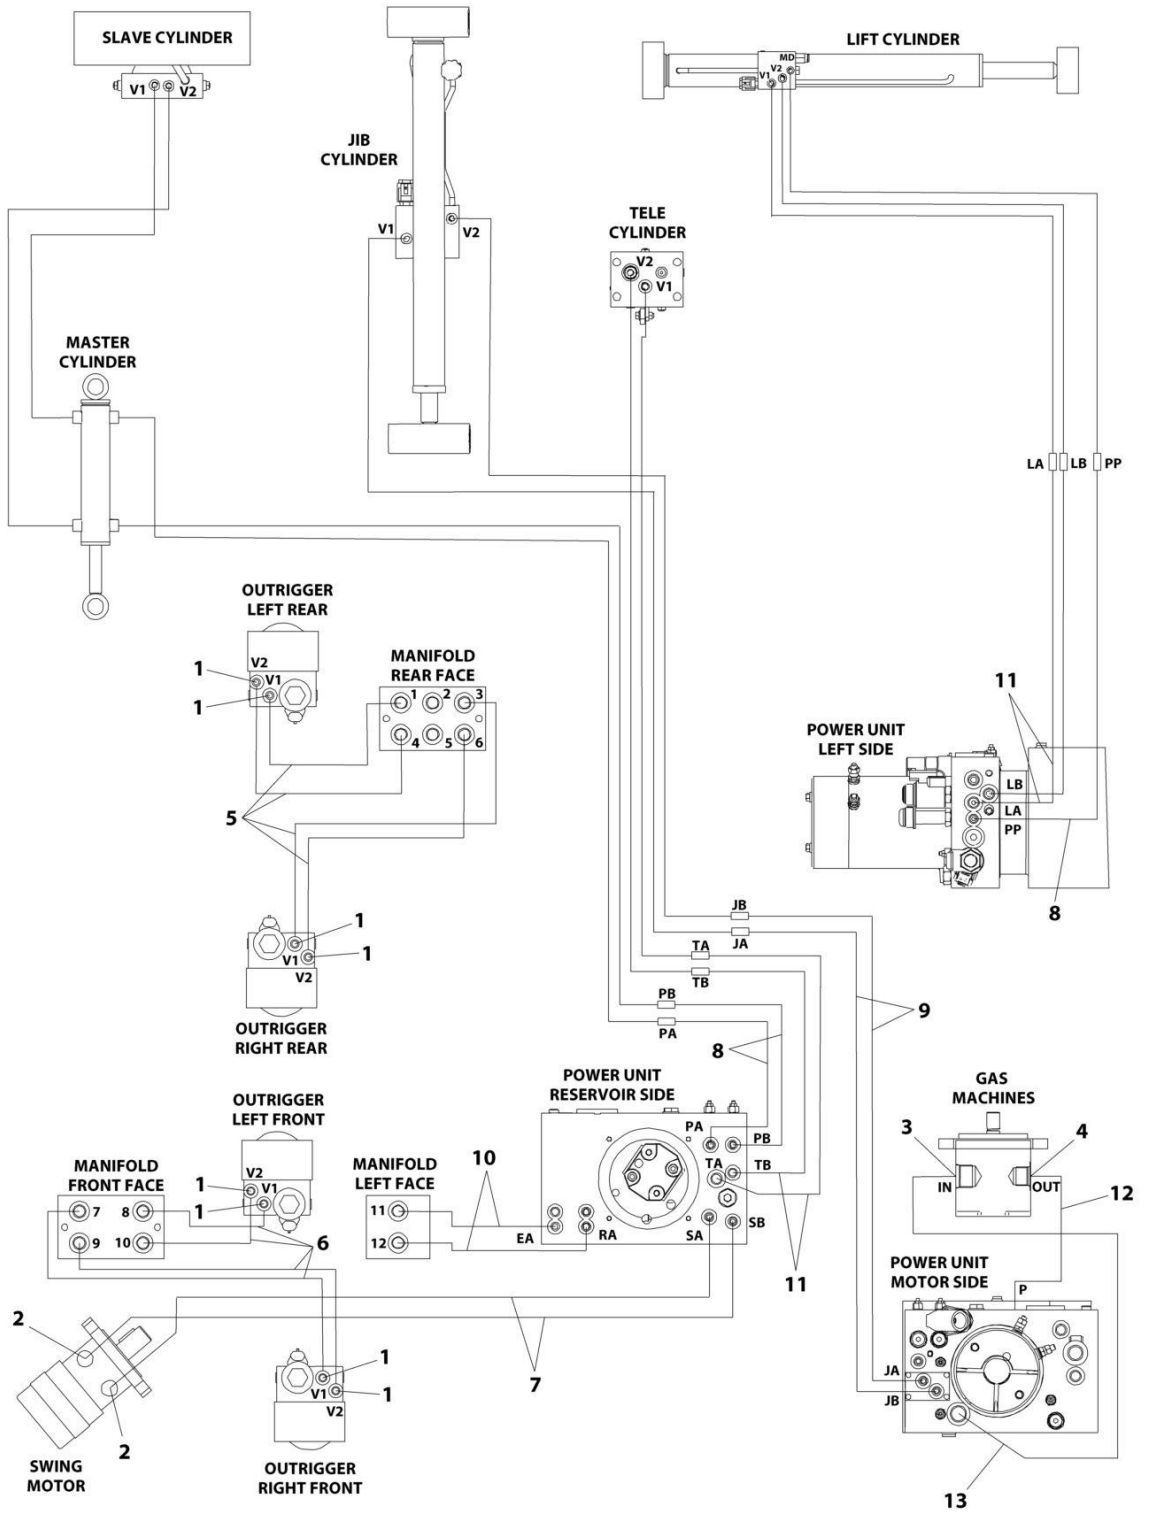 SLAVE CYLINDER
V1
V2
LIFT CYLINDER
MD
V2
V1
JIB
CYLINDER
V1
V2
TELE
CYLINDER
V2
V1
MASTER
CYLINDER
LA
LB
PP
OUTRIGGER
LEFT REAR
V2
V1
1
1
MANIFOLD
REAR FACE
1
2
3
4
5
6
5
11
POWER UNIT
LEFT SIDE
LB
LA
PP
8
1
1
V1
V2
OUTRIGGER
RIGHT REAR
JB
JA
TA
TB
PB
PA
9
8
POWER UNIT
RESERVOIR SIDE
PA
PB
TA
TB
EA
RA
SA
SB
GAS
MACHINES
3
4
IN
OUT
12
OUTRIGGER
LEFT FRONT
V2
V1
1
1
MANIFOLD
FRONT FACE
7
8
9
10
6
MANIFOLD
LEFT FACE
11
12
10
11
POWER UNIT
MOTOR SIDE
P
JA
JB
13
2
2
SWING
MOTOR
7
1
1
V1
V2
OUTRIGGER
RIGHT FRONT